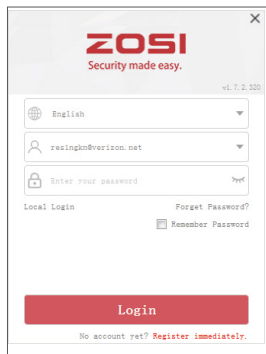 ZOSI
Security made easy.
v1.7.2.320
English
rezingkn@verizon.net
Enter your password
Local Login
Forget Password?
Remember Password
Login
No account yet? Register immediately.